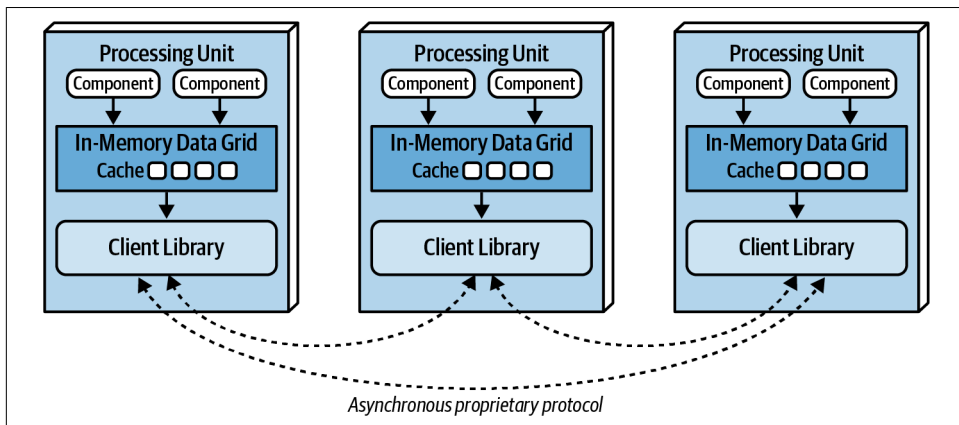 Processing Unit
Component Component
In-Memory Data Grid
Cache
Client Library
Processing Unit
Component Component
In-Memory Data Grid
Cache
Client Library
Processing Unit
Component Component
In-Memory Data Grid
Cache
Client Library
Asynchronous proprietary protocol